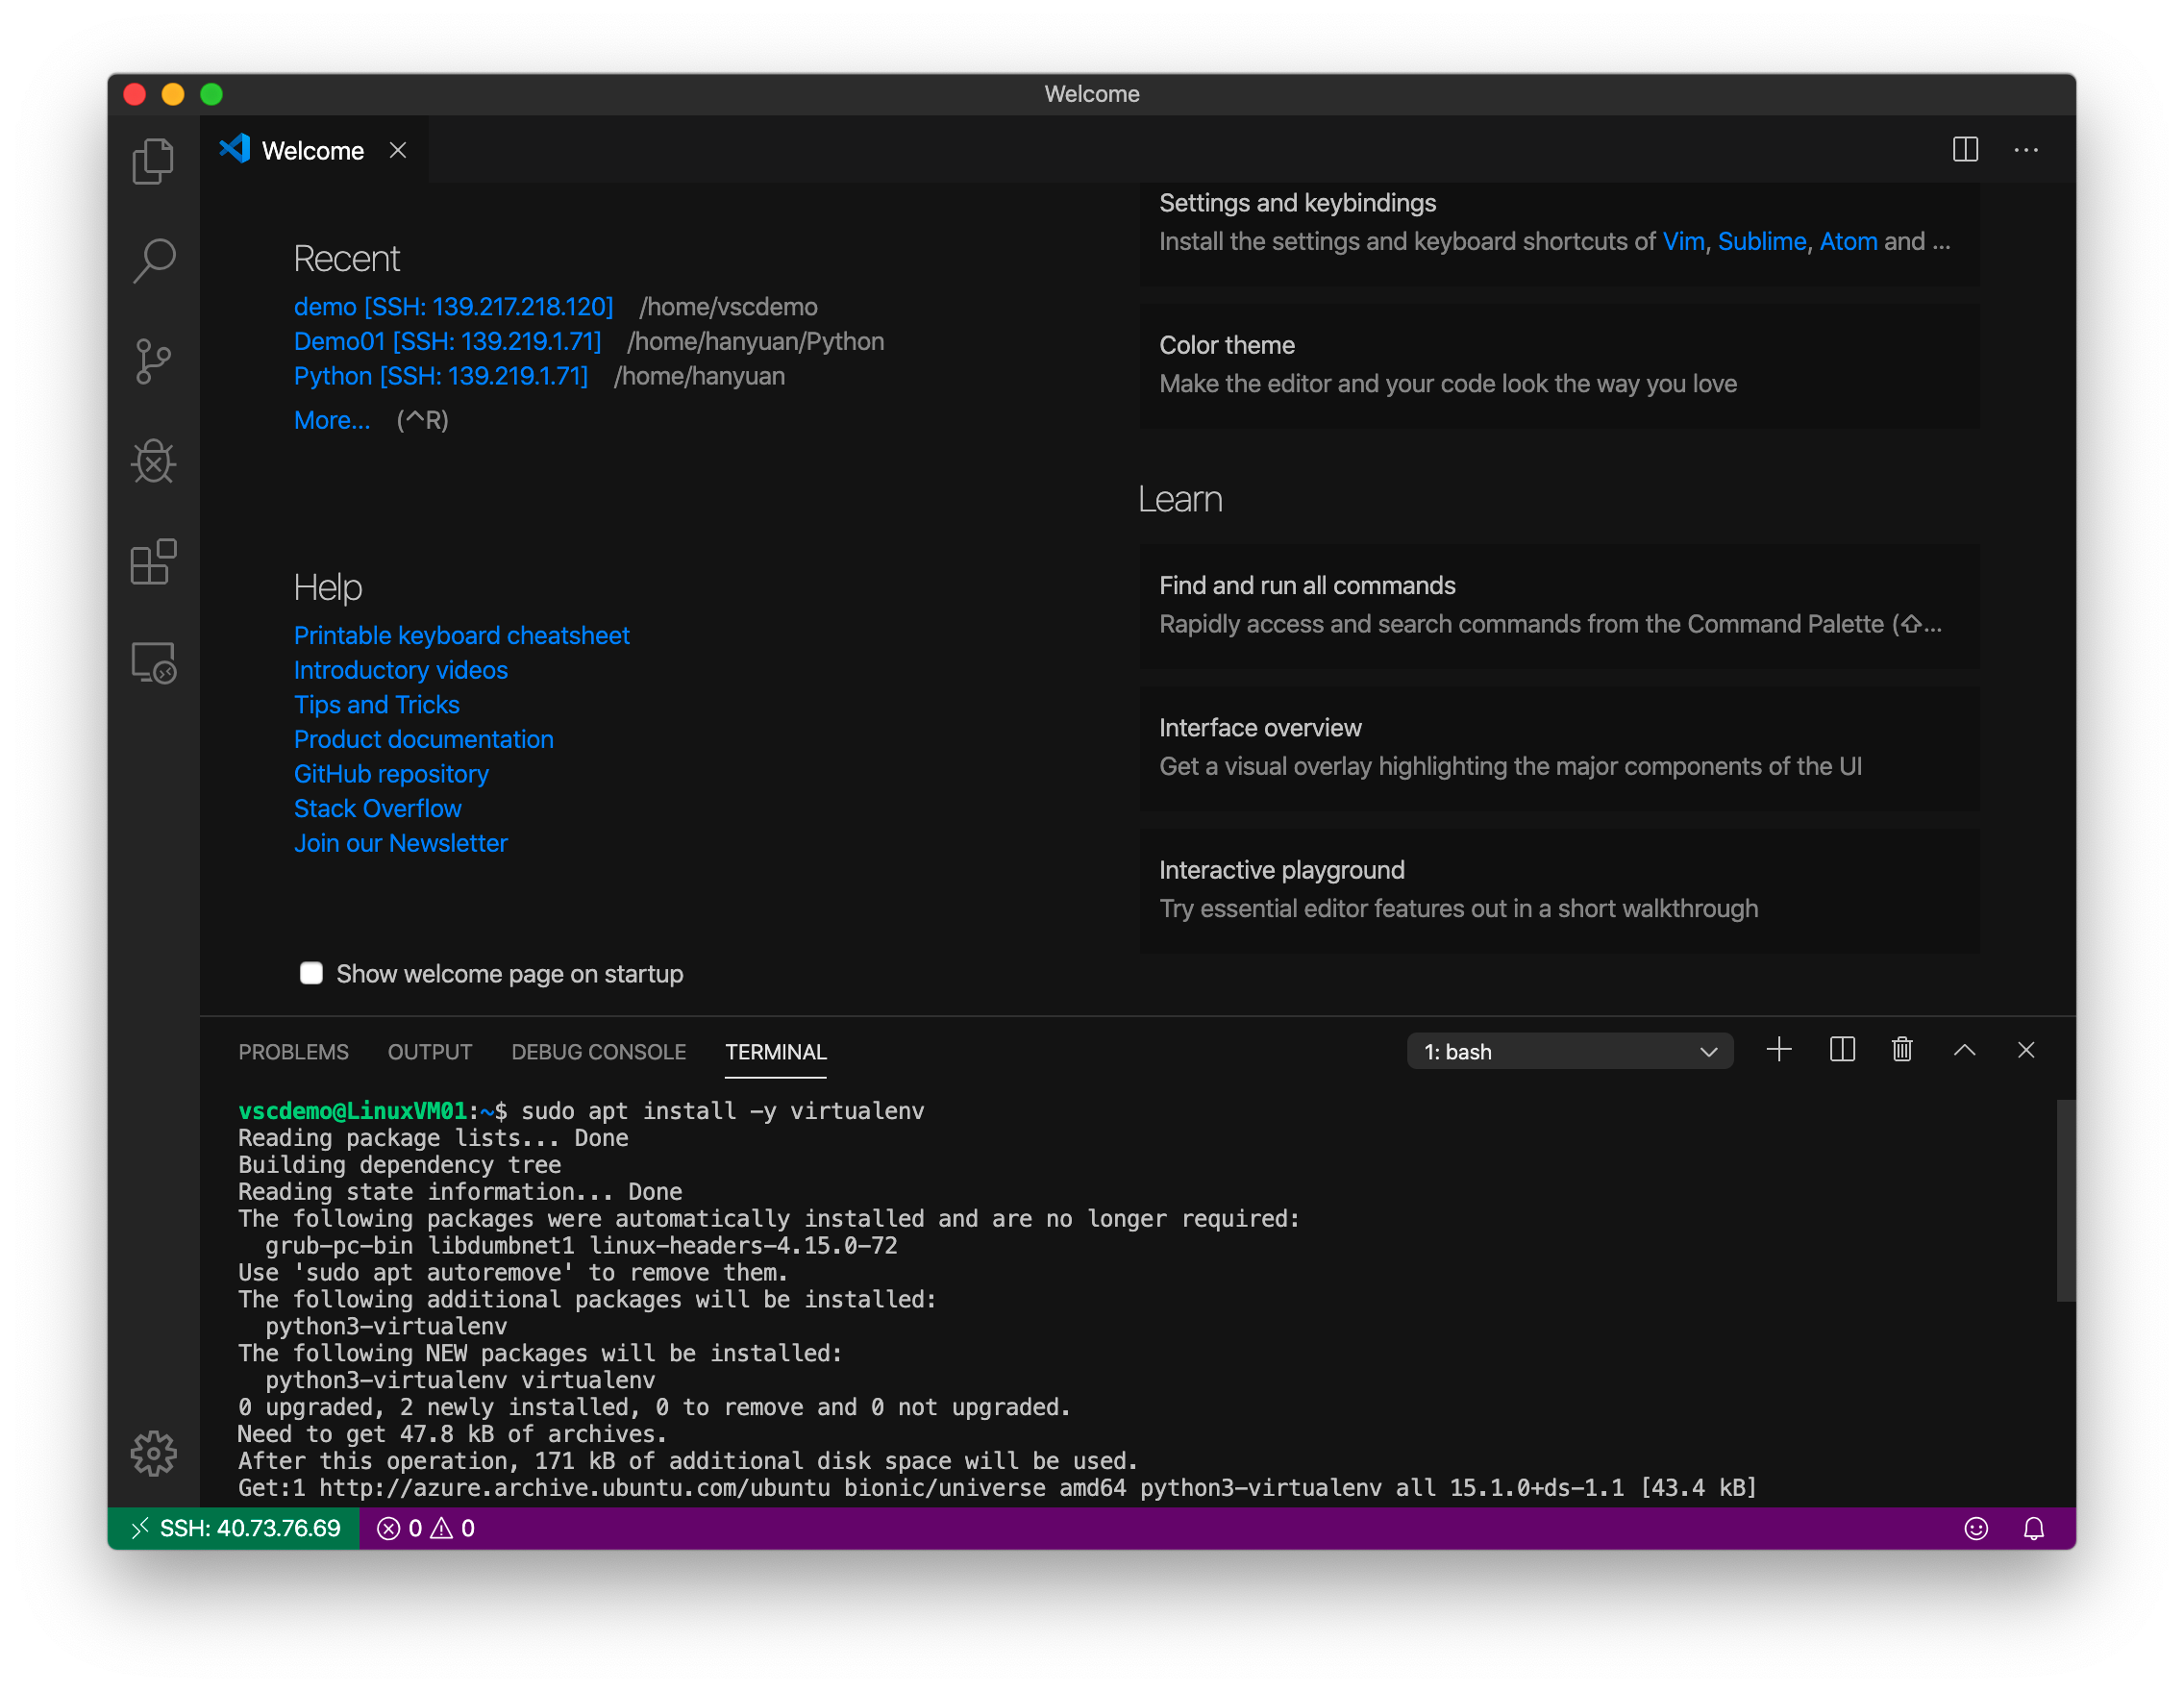 Welcome
Welcome
Recent
demo [SSH: 139.217.218.120] /home/vscdemo
Demo01 [SSH: 139.219.1.71] /home/hanyuan/Python
Python [SSH: 139.219.1.71] /home/hanyuan
More... (^R)
Help
Printable keyboard cheatsheet
Introductory videos
Tips and Tricks
Product documentation
GitHub repository
Stack Overflow
Join our Newsletter
Show welcome page on startup
Settings and keybindings
Install the settings and keyboard shortcuts of Vim, Sublime, Atom and ...
Color theme
Make the editor and your code look the way you love
Learn
Find and run all commands
Rapidly access and search commands from the Command Palette (⇧...
Interface overview
Get a visual overlay highlighting the major components of the UI
Interactive playground
Try essential editor features out in a short walkthrough
PROBLEMS OUTPUT DEBUG CONSOLE TERMINAL 1: bash
vscdemo@LinuxVM01:~$ sudo apt install -y virtualenv
Reading package lists... Done
Building dependency tree
Reading state information... Done
The following packages were automatically installed and are no longer required:
  grub-pc-bin libdumbnet1 linux-headers-4.15.0-72
Use 'sudo apt autoremove' to remove them.
The following additional packages will be installed:
  python3-virtualenv
The following NEW packages will be installed:
  python3-virtualenv virtualenv
0 upgraded, 2 newly installed, 0 to remove and 0 not upgraded.
Need to get 47.8 kB of archives.
After this operation, 171 kB of additional disk space will be used.
Get:1 http://azure.archive.ubuntu.com/ubuntu bionic/universe amd64 python3-virtualenv all 15.1.0+ds-1.1 [43.4 kB]
SSH: 40.73.76.69 0 0